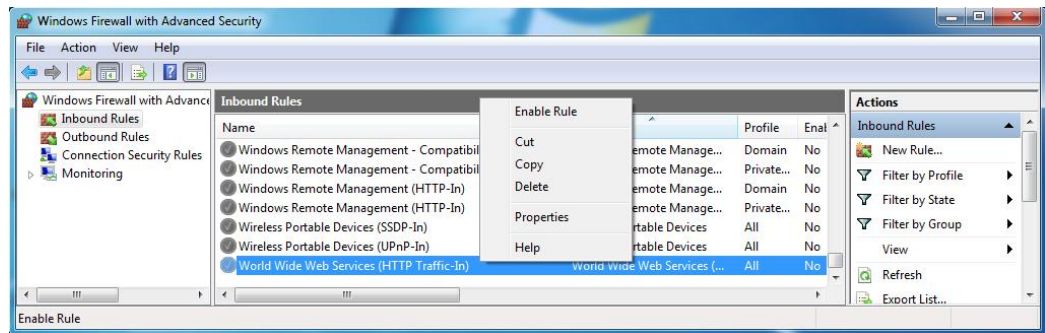 Windows Firewall with Advanced Security
File Action View Help
Windows Firewall with Advance
Inbound Rules
Outbound Rules
Connection Security Rules
Monitoring
Inbound Rules
Name Profile Enal
Windows Remote Management - Compatibil emote Manage... Domain No
Windows Remote Management - Compatibil emote Manage... Private... No
Windows Remote Management (HTTP-In) emote Manage... Domain No
Windows Remote Management (HTTP-In) emote Manage... Private... No
Wireless Portable Devices (SSDP-In) rtable Devices All No
Wireless Portable Devices (UPnP-In) rtable Devices All No
World Wide Web Services (HTTP Traffic-In) World Wide Web Services (... All No
Enable Rule
Cut
Copy
Delete
Properties
Help
Actions
Inbound Rules
New Rule...
Filter by Profile
Filter by State
Filter by Group
View
Refresh
Export List...
Enable Rule